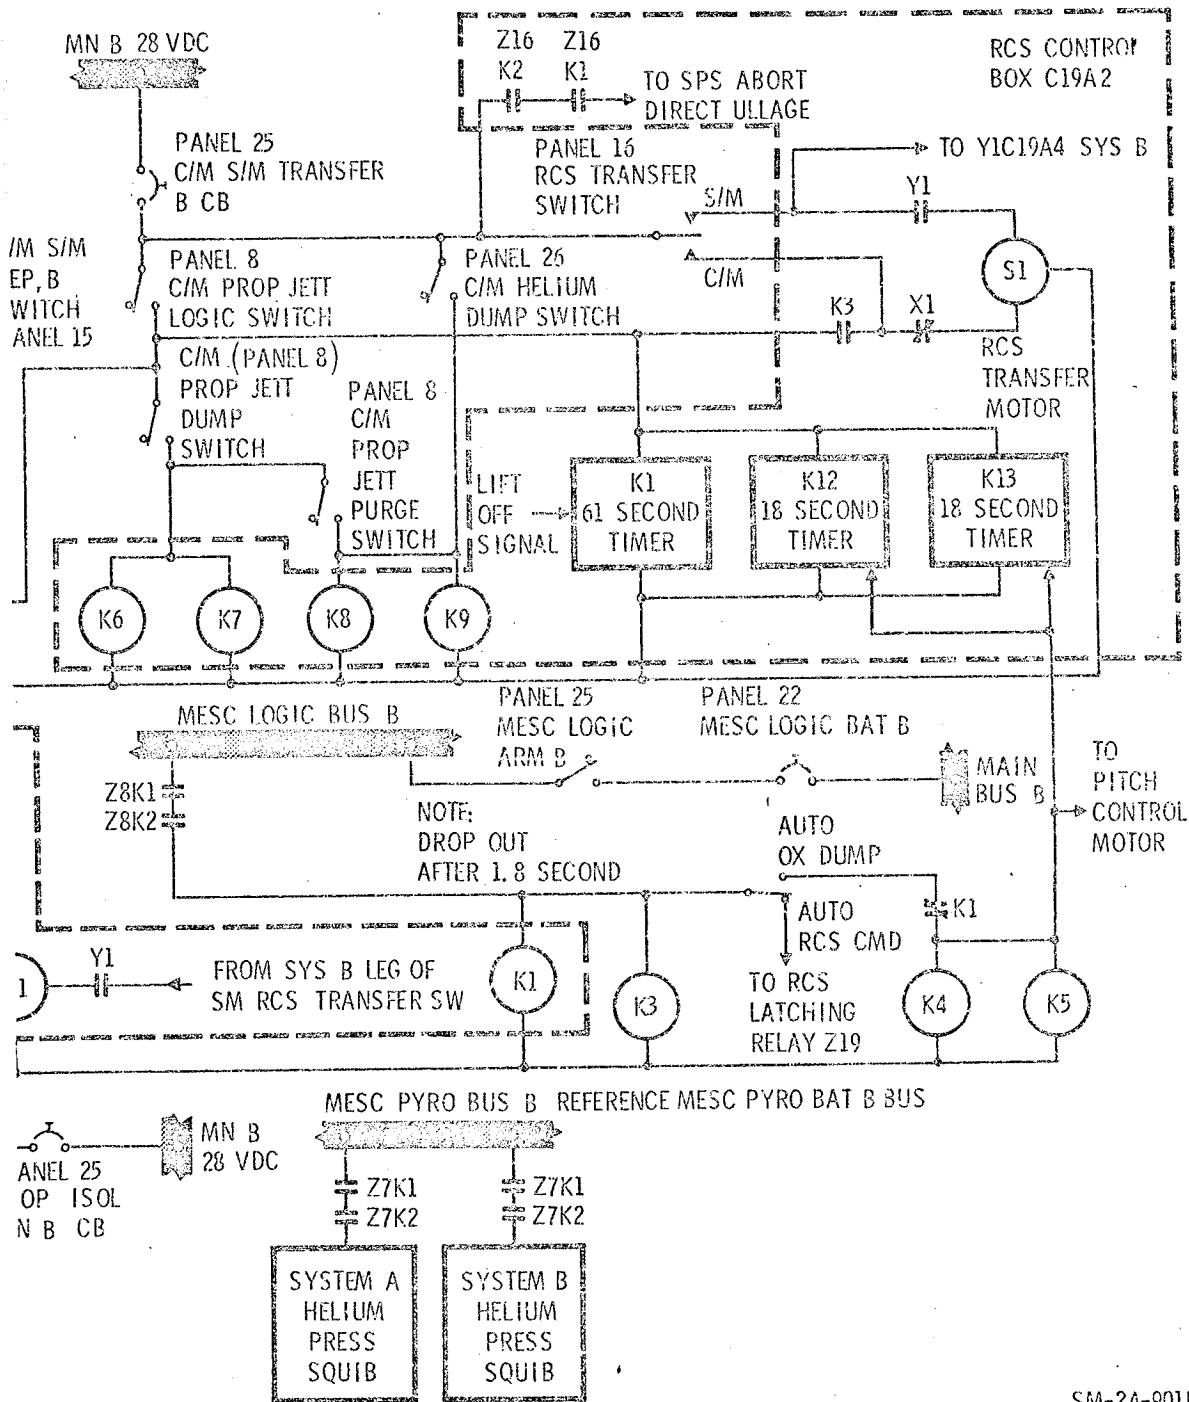 MN B 28 VDC
Z16
K2
Z16
K1
TO SPS ABORT
DIRECT ULLAGE
RCS CONTROL
BOX C19A2
PANEL 25
C/M S/M TRANSFER
B CB
PANEL 16
RCS TRANSFER
SWITCH
S/M
C/M
TO Y1C19A4 SYS B
Y1
S1
/M S/M
EP, B
WITCH
ANEL 15
PANEL 8
C/M PROP JETT
LOGIC SWITCH
PANEL 26
C/M HELIUM
DUMP SWITCH
K3
X1
RCS
TRANSFER
MOTOR
C/M (PANEL 8)
PROP JETT
DUMP
SWITCH
PANEL 8
C/M
PROP
JETT
PURGE
SWITCH
LIFT
OFF
SIGNAL
K1
61 SECOND
TIMER
K12
18 SECOND
TIMER
K13
18 SECOND
TIMER
K6
K7
K8
K9
MESC LOGIC BUS B
PANEL 25
MESC LOGIC
ARM B
PANEL 22
MESC LOGIC BAT B
MAIN
BUS B
TO
PITCH
CONTROL
MOTOR
Z8K1
Z8K2
NOTE:
DROP OUT
AFTER 1.8 SECOND
AUTO
OX DUMP
K1
AUTO
RCS CMD
1
Y1
FROM SYS B LEG OF
SM RCS TRANSFER SW
K1
K3
TO RCS
LATCHING
RELAY Z19
K4
K5
MESC PYRO BUS B REFERENCE MESC PYRO BAT B BUS
MN B
28 VDC
ANEL 25
OP ISOL
N B CB
Z7K1
Z7K2
Z7K1
Z7K2
SYSTEM A
HELIUM
PRESS
SQUIB
SYSTEM B
HELIUM
PRESS
SQUIB